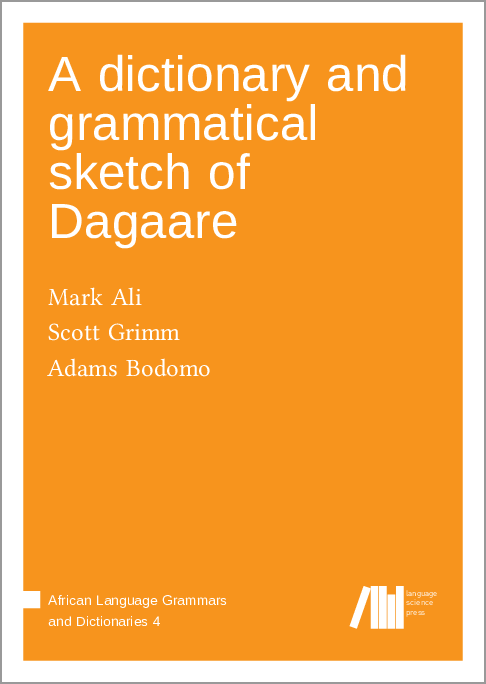 A dictionary and
grammatical
sketch of
Dagaare
Mark Ali
Scott Grimm
Adams Bodomo
African Language Grammars
and Dictionaries 4
language
science
press